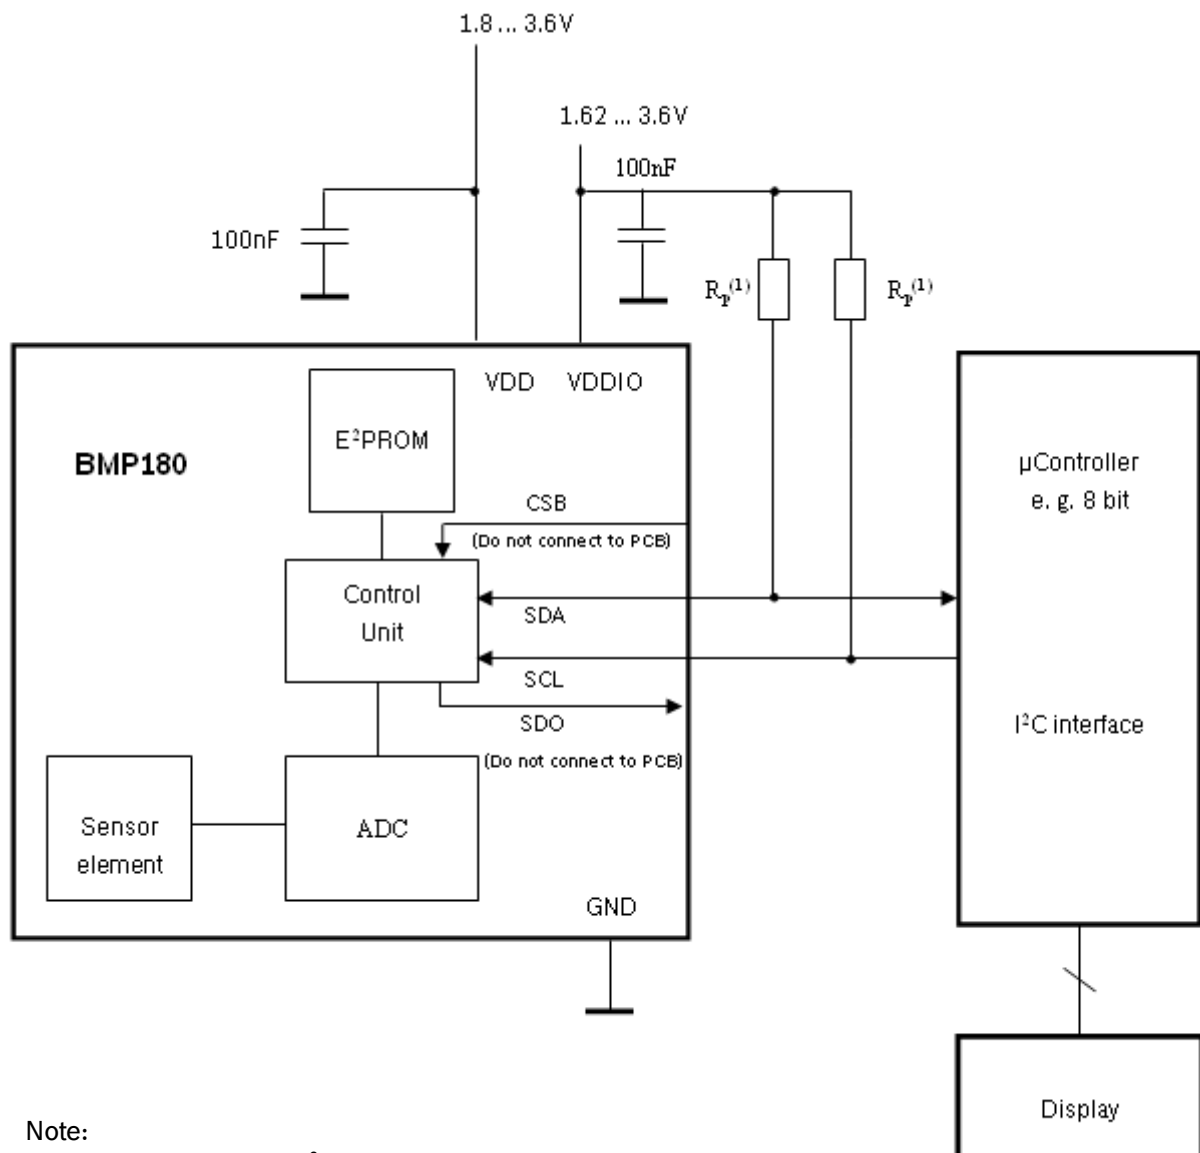 1.8 ... 3.6V
1.62 ... 3.6V
100nF
100nF
Rp(1)
Rp(1)
VDD
VDDIO
E²PROM
BMP180
µController
e. g. 8 bit
CSB
(Do not connect to PCB)
Control
Unit
SDA
SCL
SDO
(Do not connect to PCB)
I²C interface
Sensor
element
ADC
GND
Display
Note: